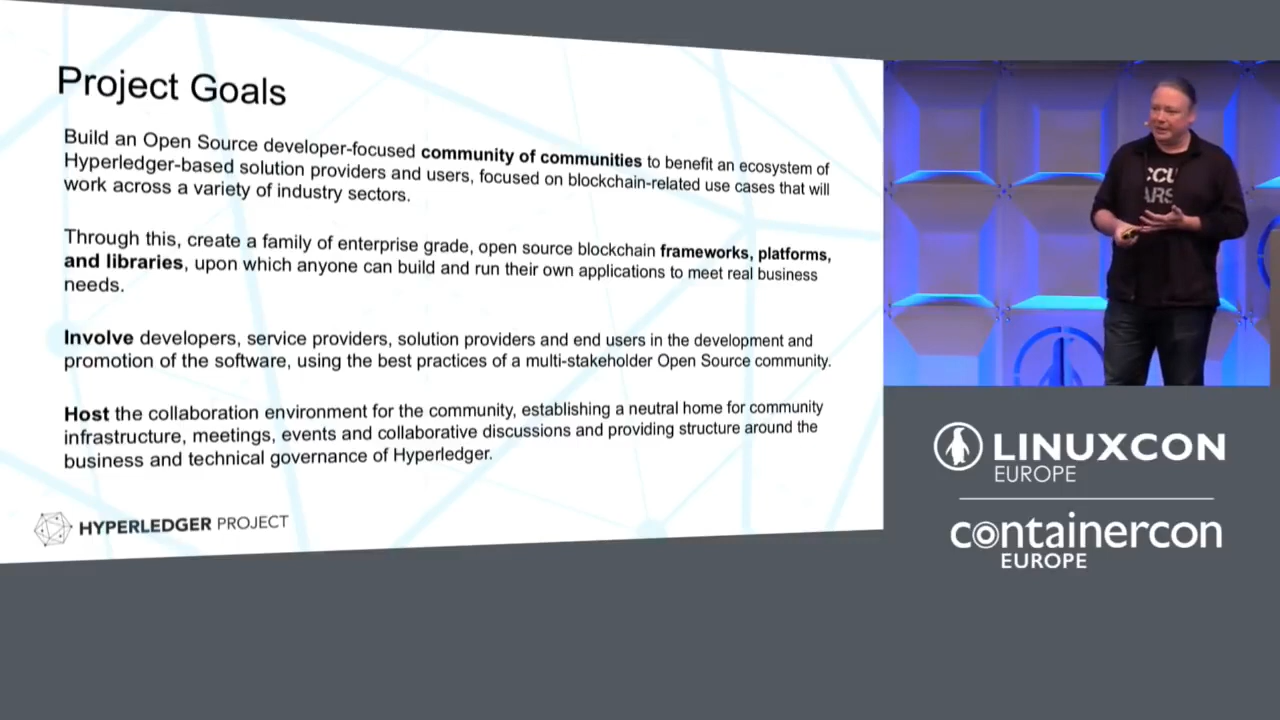 Project Goals
Build an Open Source developer-focused community of communities to benefit an ecosystem of
Hyperledger-based solution providers and users, focused on blockchain-related use cases that will
work across a variety of industry sectors.
Through this, create a family of enterprise grade, open source blockchain frameworks, platforms,
and libraries, upon which anyone can build and run their own applications to meet real business
needs.
Involve developers, service providers, solution providers and end users in the development and
promotion of the software, using the best practices of a multi-stakeholder Open Source community.
Host the collaboration environment for the community, establishing a neutral home for community
infrastructure, meetings, events and collaborative discussions and providing structure around the
business and technical governance of Hyperledger.
HYPERLEDGER PROJECT
CCU
ARS
LINUXCON
EUROPE
containercon
EUROPE